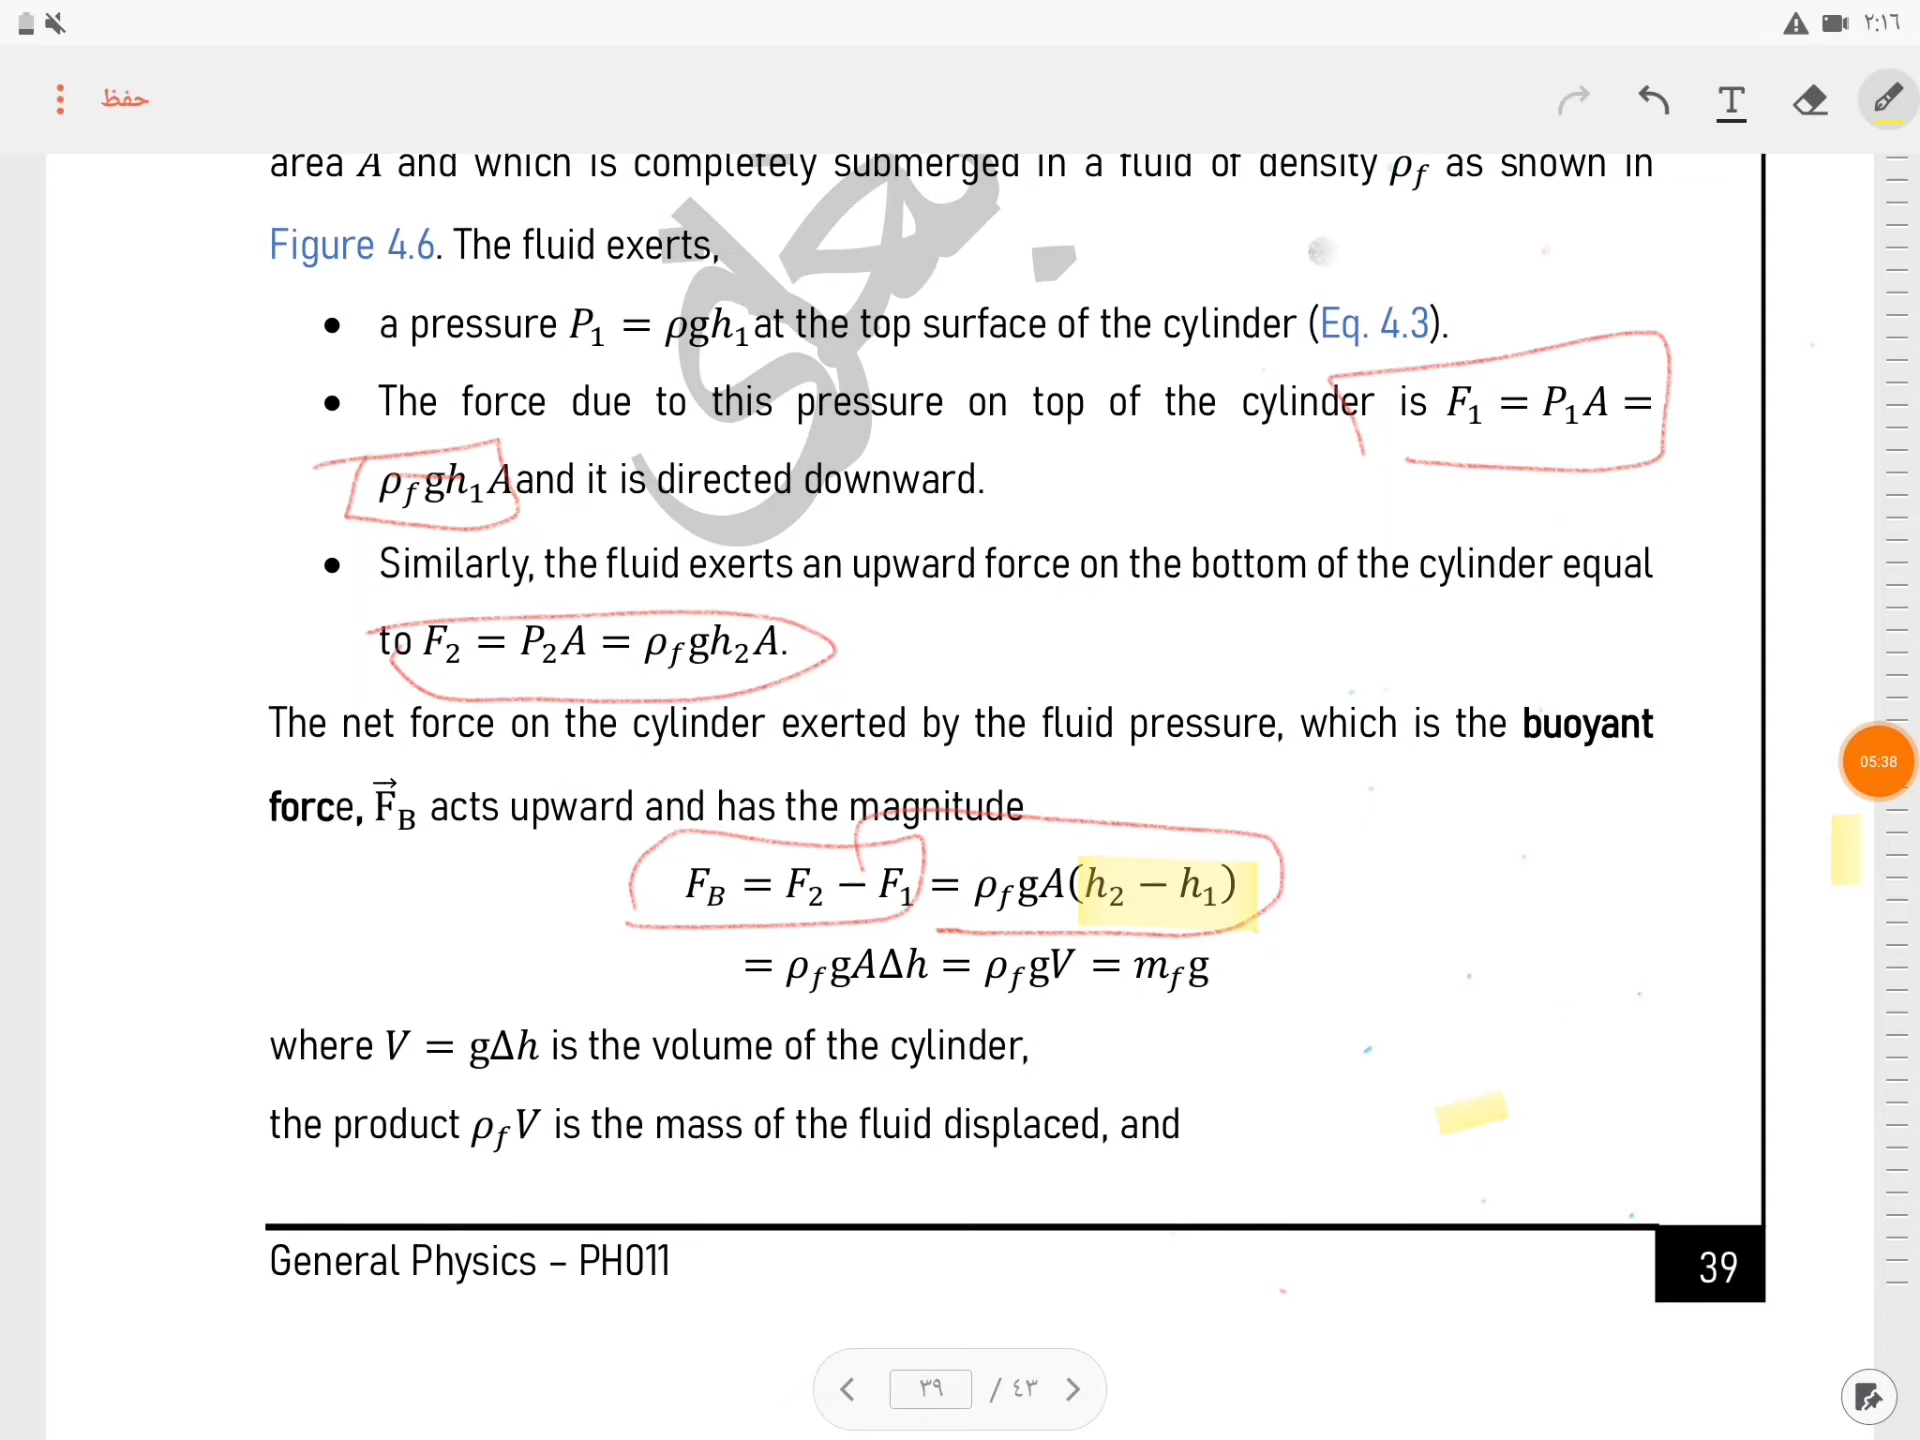 ٢:١٦
حفظ
area A and which is completely submerged in a fluid of density ρf as shown in
Figure 4.6. The fluid exerts,
• a pressure P₁ = ρgh₁at the top surface of the cylinder (Eq. 4.3).
• The force due to this pressure on top of the cylinder is F₁ = P₁A =
ρfgh₁Aand it is directed downward.
• Similarly, the fluid exerts an upward force on the bottom of the cylinder equal
to F₂ = P₂A = ρfgh₂A.
The net force on the cylinder exerted by the fluid pressure, which is the buoyant
force, F⃗B acts upward and has the magnitude
FB = F₂ − F₁ = ρfgA(h₂ − h₁)
= ρfgAΔh = ρfgV = mfg
where V = gΔh is the volume of the cylinder,
the product ρfV is the mass of the fluid displaced, and
05:38
General Physics – PH011
39
٣٩ / ٤٣